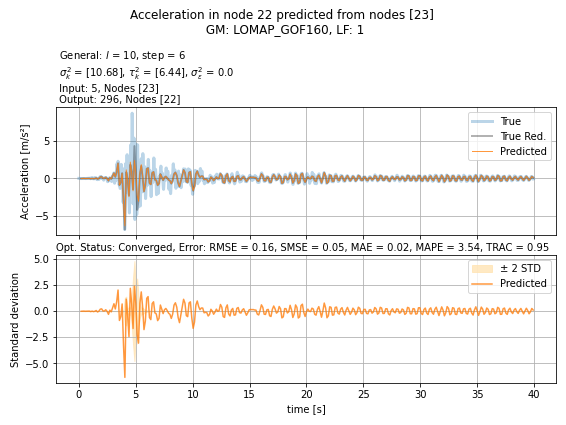 Acceleration in node 22 predicted from nodes [23]
GM: LOMAP_GOF160, LF: 1
General: l = 10, step = 6
σ²ₖ = [10.68], τ²ₖ = [6.44], σ²_ε = 0.0
Input: 5, Nodes [23]
Output: 296, Nodes [22]
Acceleration [m/s²]
5
0
−5
True
True Red.
Predicted
Opt. Status: Converged, Error: RMSE = 0.16, SMSE = 0.05, MAE = 0.02, MAPE = 3.54, TRAC = 0.95
Standard deviation
5.0
2.5
0.0
−2.5
−5.0
± 2 STD
Predicted
0 5 10 15 20 25 30 35 40
time [s]